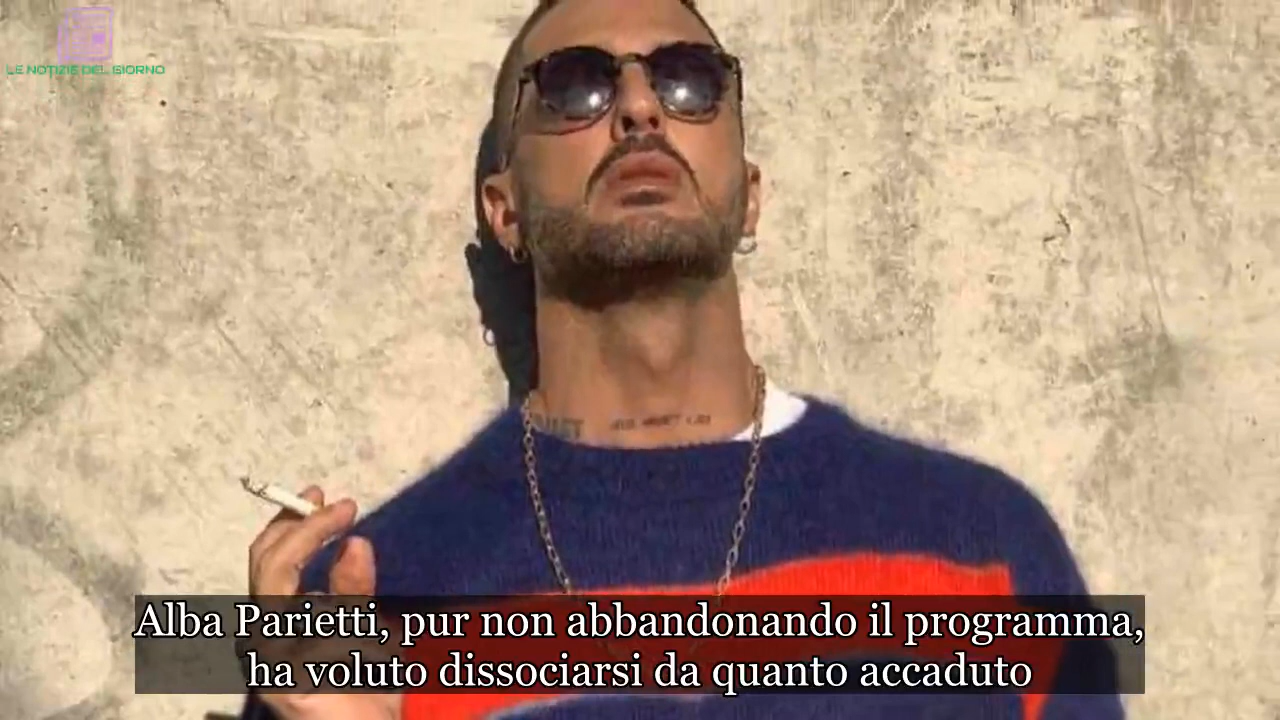 LE NOTIZIE DEL GIORNO
Alba Parietti, pur non abbandonando il programma,
ha voluto dissociarsi da quanto accaduto